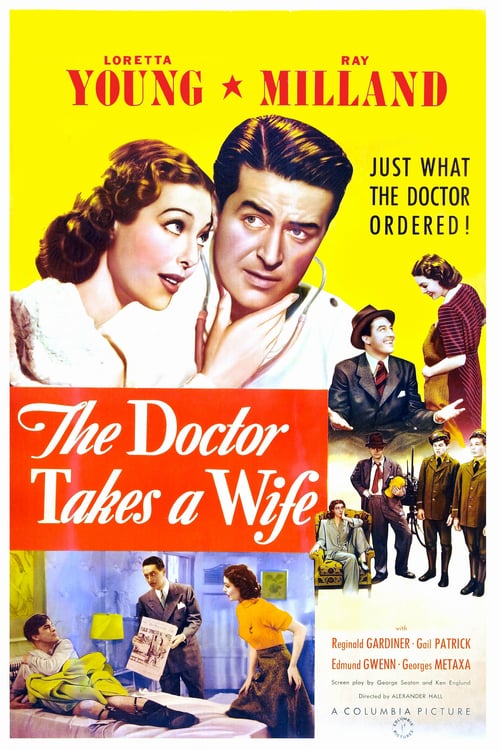 LORETTA
YOUNG ★ RAY
MILLAND
JUST WHAT
THE DOCTOR
ORDERED!
The Doctor
Takes a Wife
with
Reginald GARDINER · Gail PATRICK
Edmund GWENN · Georges METAXA
Screen play by George Seaton and Ken Englund
Directed by ALEXANDER HALL
A COLUMBIA PICTURE